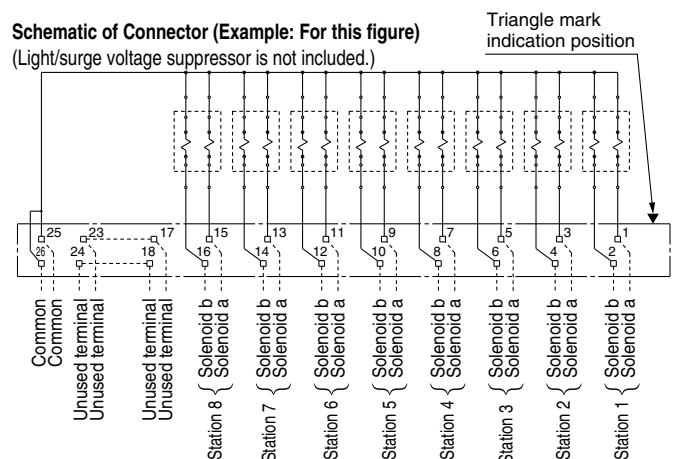 Schematic of Connector (Example: For this figure)
(Light/surge voltage suppressor is not included.)
Triangle mark
indication position
25 23 17 15 13 11 9 7 5 3 1
26 24 18 16 14 12 10 8 6 4 2
Common
Common
Unused terminal
Unused terminal
Unused terminal
Unused terminal
Solenoid b
Solenoid a
Solenoid b
Solenoid a
Solenoid b
Solenoid a
Solenoid b
Solenoid a
Solenoid b
Solenoid a
Solenoid b
Solenoid a
Solenoid b
Solenoid a
Solenoid b
Solenoid a
Station 8
Station 7
Station 6
Station 5
Station 4
Station 3
Station 2
Station 1